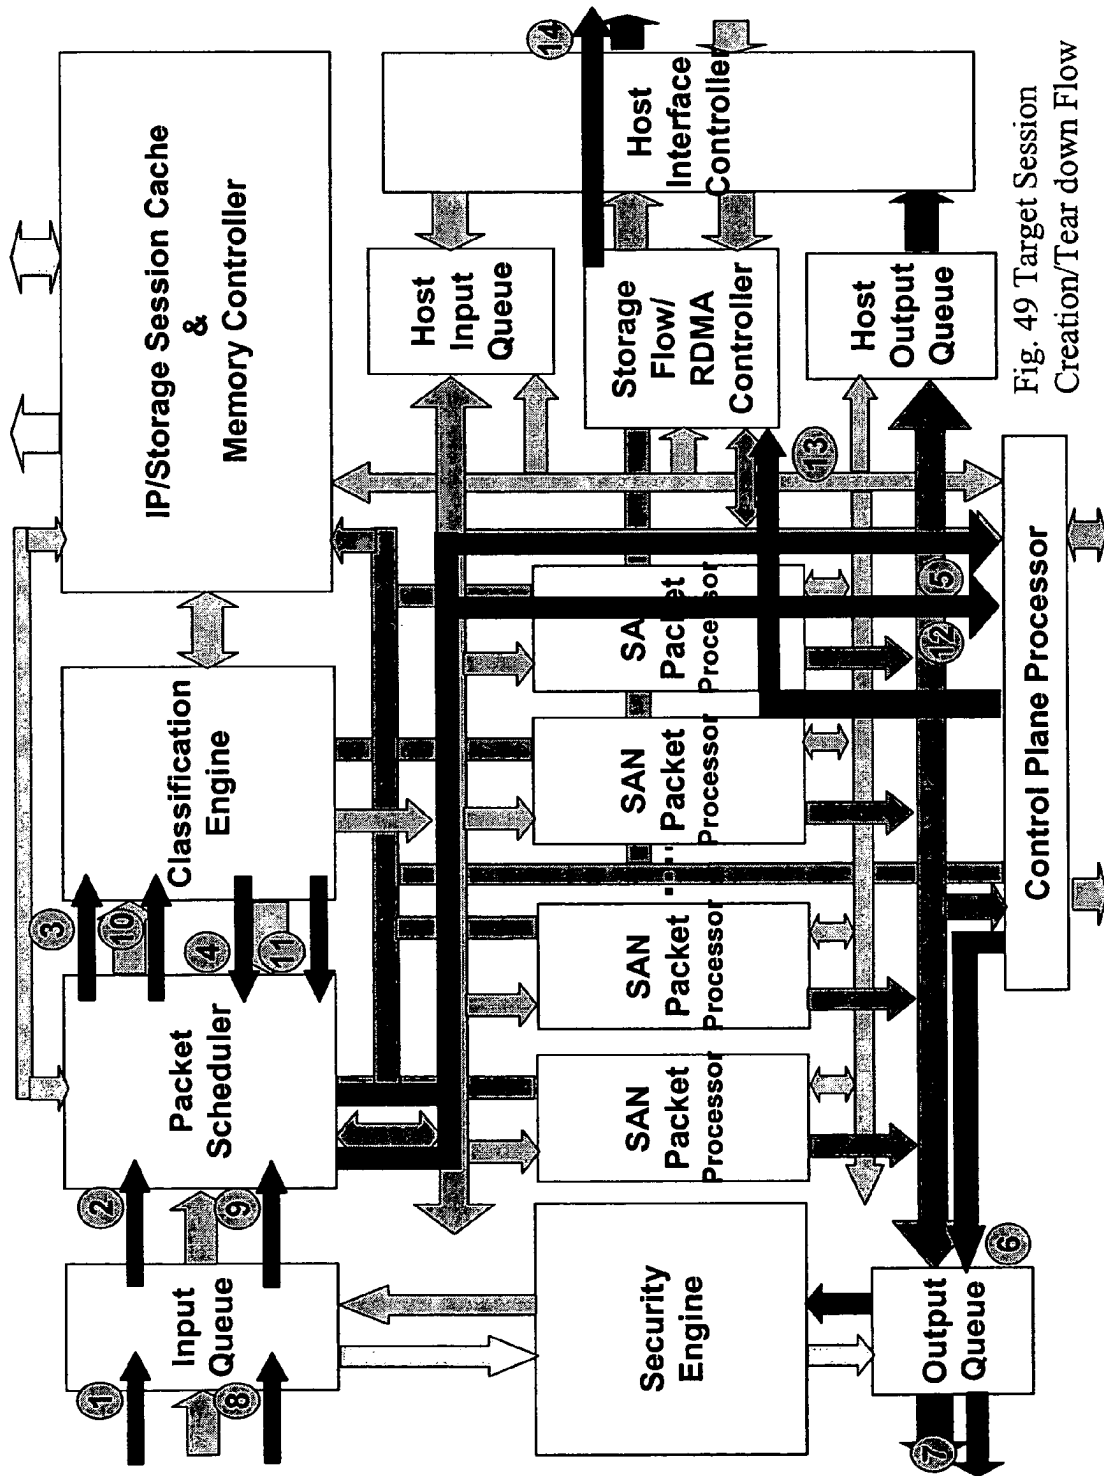 1
8
Input
Queue
2
9
Packet
Scheduler
3
10
4
11
Classification
Engine
IP/Storage Session Cache
&
Memory Controller
Security
Engine
SAN
Packet
Processor
SAN
Packet
Processor
....
SAN
Packet
Processor
SA
Packet
Processor
Host
Input
Queue
Storage
Flow/
RDMA
Controller
Host
Output
Queue
Host
Interface
Controller
14
13
5
12
6
7
Output
Queue
Control Plane Processor
Fig. 49 Target Session
Creation/Tear down Flow